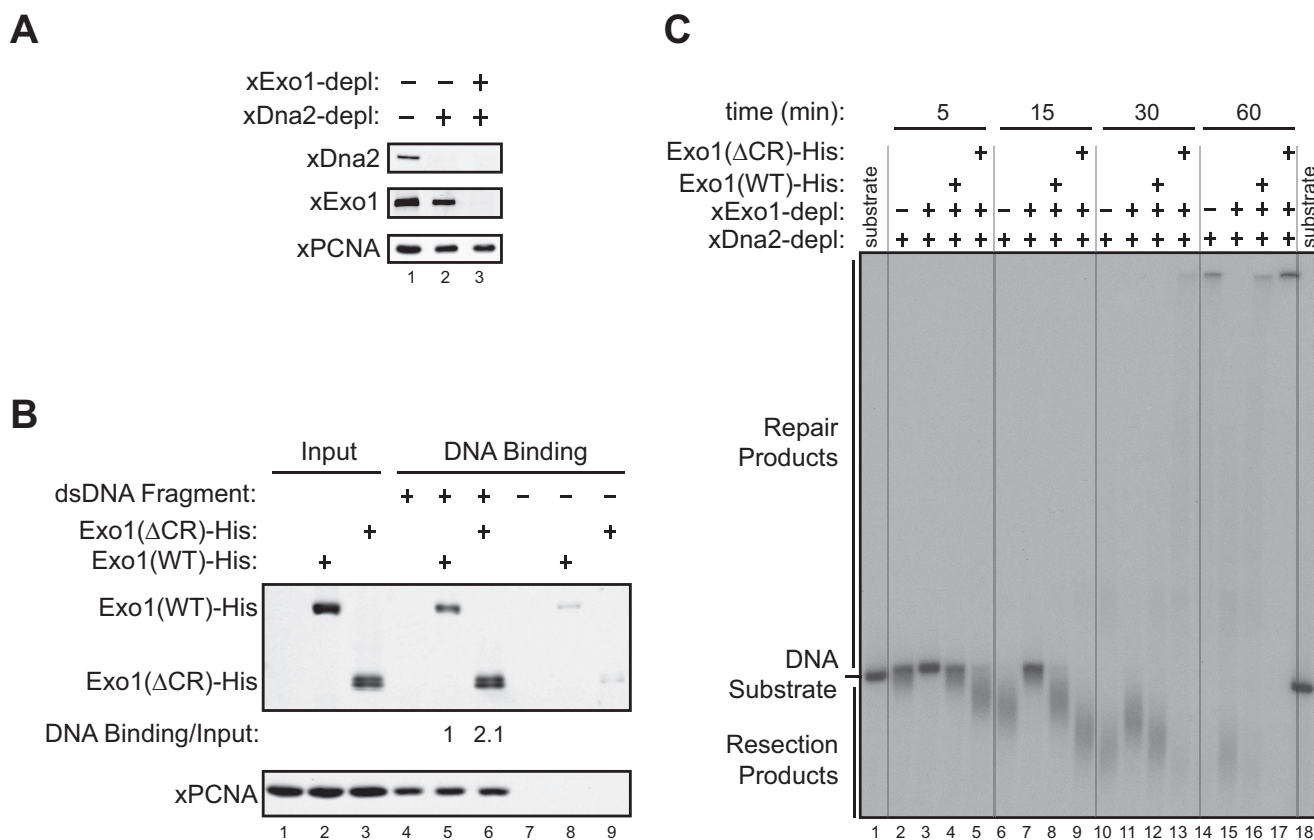 A
xExo1-depl: – – +
xDna2-depl: – + +
xDna2
xExo1
xPCNA
1 2 3
B
Input DNA Binding
dsDNA Fragment: + + + – – –
Exo1(ΔCR)-His: + + +
Exo1(WT)-His: + + +
Exo1(WT)-His
Exo1(ΔCR)-His
DNA Binding/Input: 1 2.1
xPCNA
1 2 3 4 5 6 7 8 9
C
time (min): 5 15 30 60
Exo1(ΔCR)-His: + + + +
Exo1(WT)-His: + + + +
xExo1-depl: – + + + – + + + – + + + – + + +
xDna2-depl: + + + + + + + + + + + + + + + +
substrate
substrate
Repair
Products
DNA
Substrate
Resection
Products
1 2 3 4 5 6 7 8 9 10 11 12 13 14 15 16 17 18